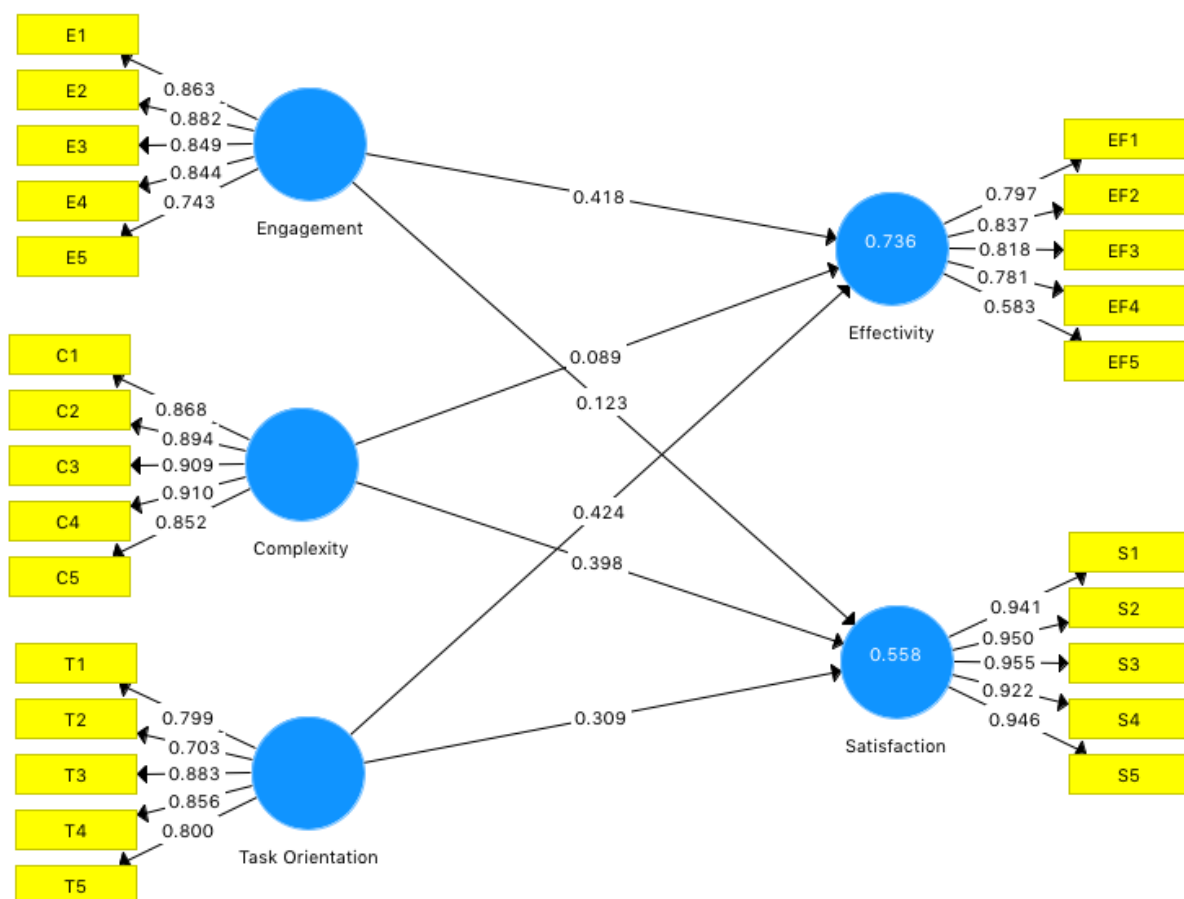 E1
E2
E3
E4
E5
0.863
0.882
0.849
0.844
0.743
Engagement
C1
C2
C3
C4
C5
0.868
0.894
0.909
0.910
0.852
Complexity
T1
T2
T3
T4
T5
0.799
0.703
0.883
0.856
0.800
Task Orientation
0.418
0.089
0.123
0.424
0.398
0.309
0.736
Effectivity
0.797
0.837
0.818
0.781
0.583
EF1
EF2
EF3
EF4
EF5
0.558
Satisfaction
0.941
0.950
0.955
0.922
0.946
S1
S2
S3
S4
S5